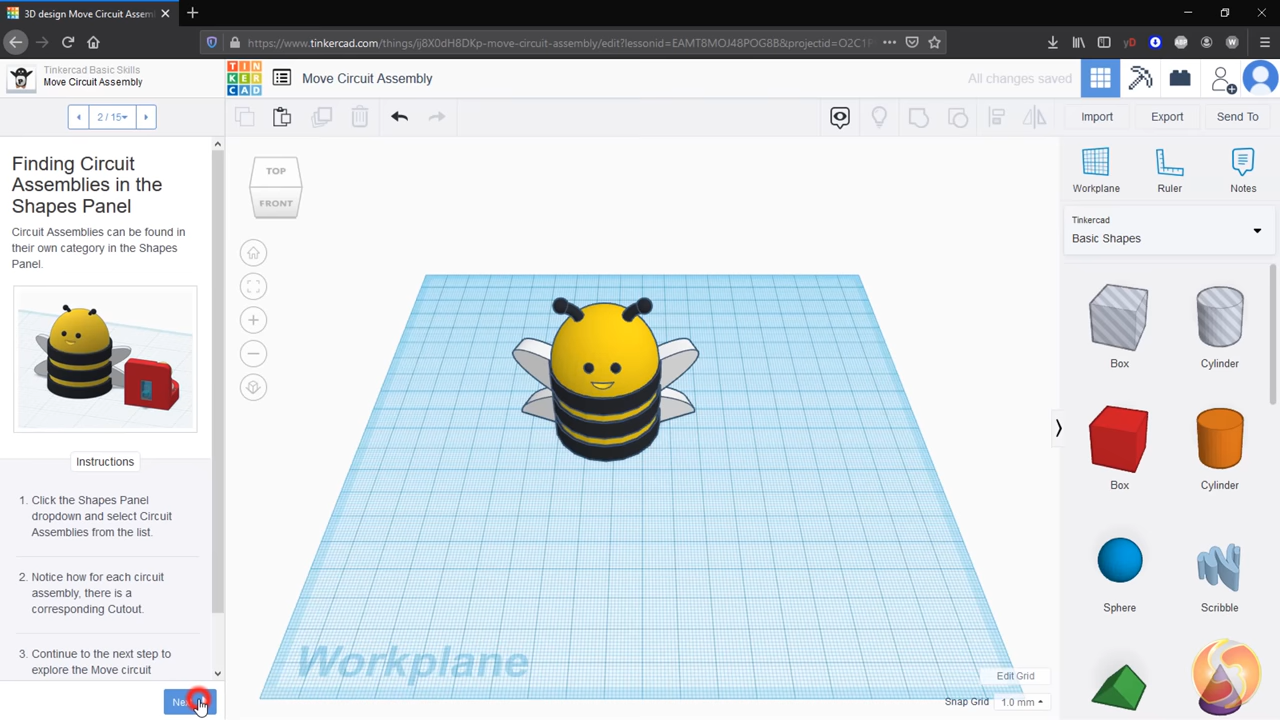 3D design Move Circuit Assem
https://www.tinkercad.com/things/ij8X0dH8DKp-move-circuit-assembly/edit?lessonid=EAMT8MOJ48POG8B&projectid=O2C1
Tinkercad Basic Skills
Move Circuit Assembly
TIN
KER
CAD
Move Circuit Assembly
All changes saved
2 / 15
Import
Export
Send To
Finding Circuit
Assemblies in the
Shapes Panel
Circuit Assemblies can be found in
their own category in the Shapes
Panel.
Instructions
1. Click the Shapes Panel
dropdown and select Circuit
Assemblies from the list.
2. Notice how for each circuit
assembly, there is a
corresponding Cutout.
3. Continue to the next step to
explore the Move circuit
TOP
FRONT
Workplane
Edit Grid
Snap Grid 1.0 mm
Workplane
Ruler
Notes
Tinkercad
Basic Shapes
Box
Cylinder
Box
Cylinder
Sphere
Scribble